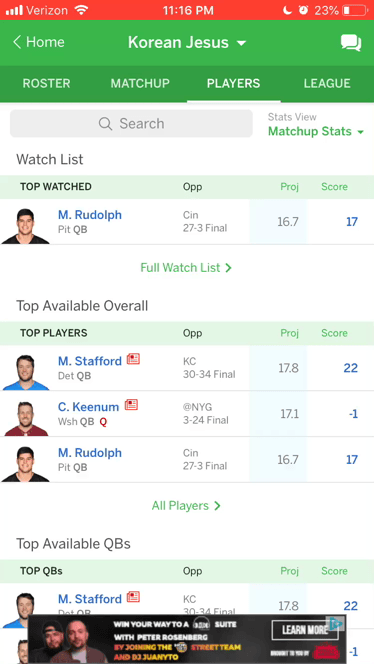 Verizon 11:16 PM 23%
Home Korean Jesus
ROSTER MATCHUP PLAYERS LEAGUE
Search
Stats View
Matchup Stats
Watch List
TOP WATCHED Opp Proj Score
M. Rudolph Cin 16.7 17
Pit QB 27-3 Final
Full Watch List
Top Available Overall
TOP PLAYERS Opp Proj Score
M. Stafford KC 17.8 22
Det QB 30-34 Final
C. Keenum @NYG 17.1 -1
Wsh QB Q 3-24 Final
M. Rudolph Cin 16.7 17
Pit QB 27-3 Final
All Players
Top Available QBs
TOP QBs Opp Proj Score
M. Stafford KC 17.8 22
Det QB 30-34 Final
-1
WIN YOUR WAY TO A SUITE
WITH PETER ROSENBERG
BY JOINING THE STREET TEAM
AND DJ JUANYTO
LEARN MORE
BROUGHT TO YOU BY